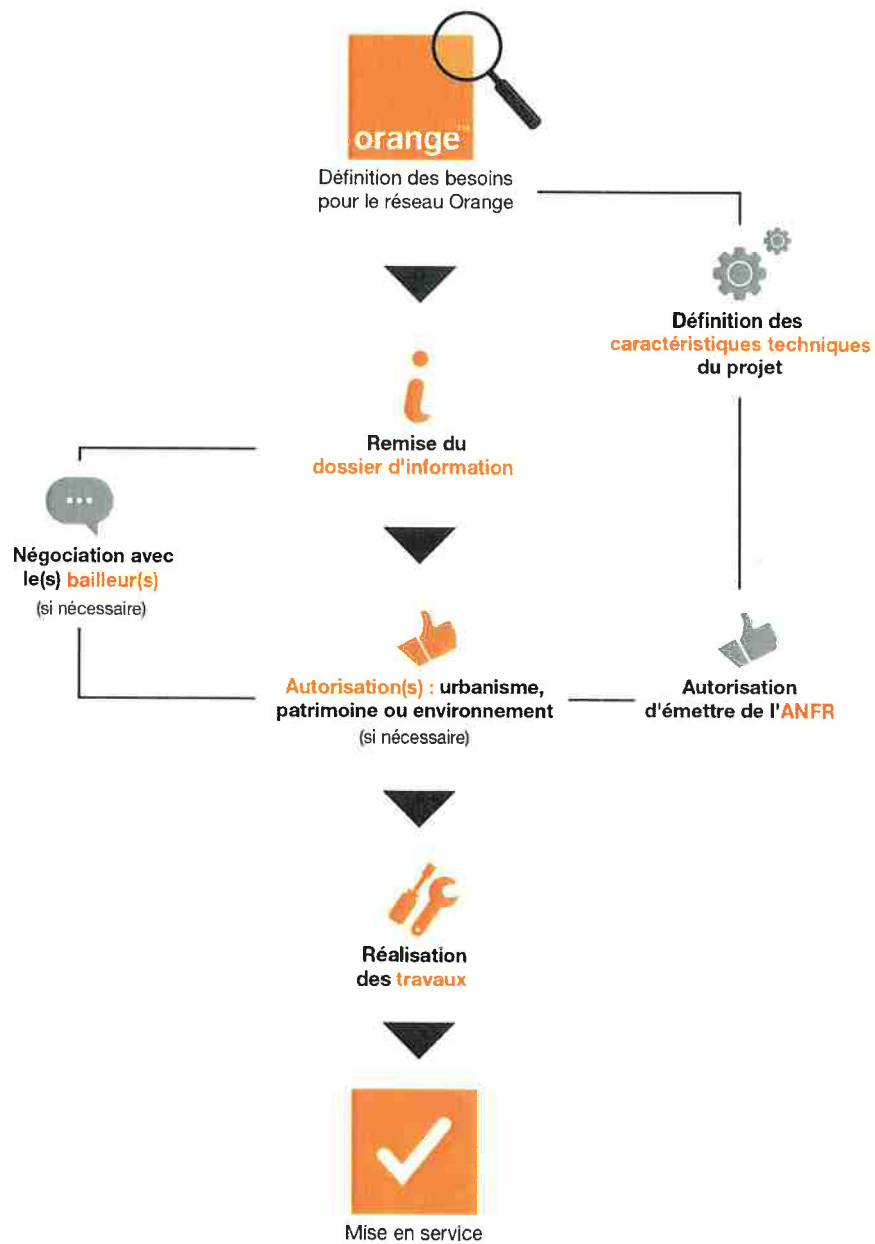 orange™
Définition des besoins
pour le réseau Orange
Définition des
caractéristiques techniques
du projet
Remise du
dossier d'information
Négociation avec
le(s) bailleur(s)
(si nécessaire)
Autorisation(s) : urbanisme,
patrimoine ou environnement
(si nécessaire)
Autorisation
d'émettre de l'ANFR
Réalisation
des travaux
Mise en service